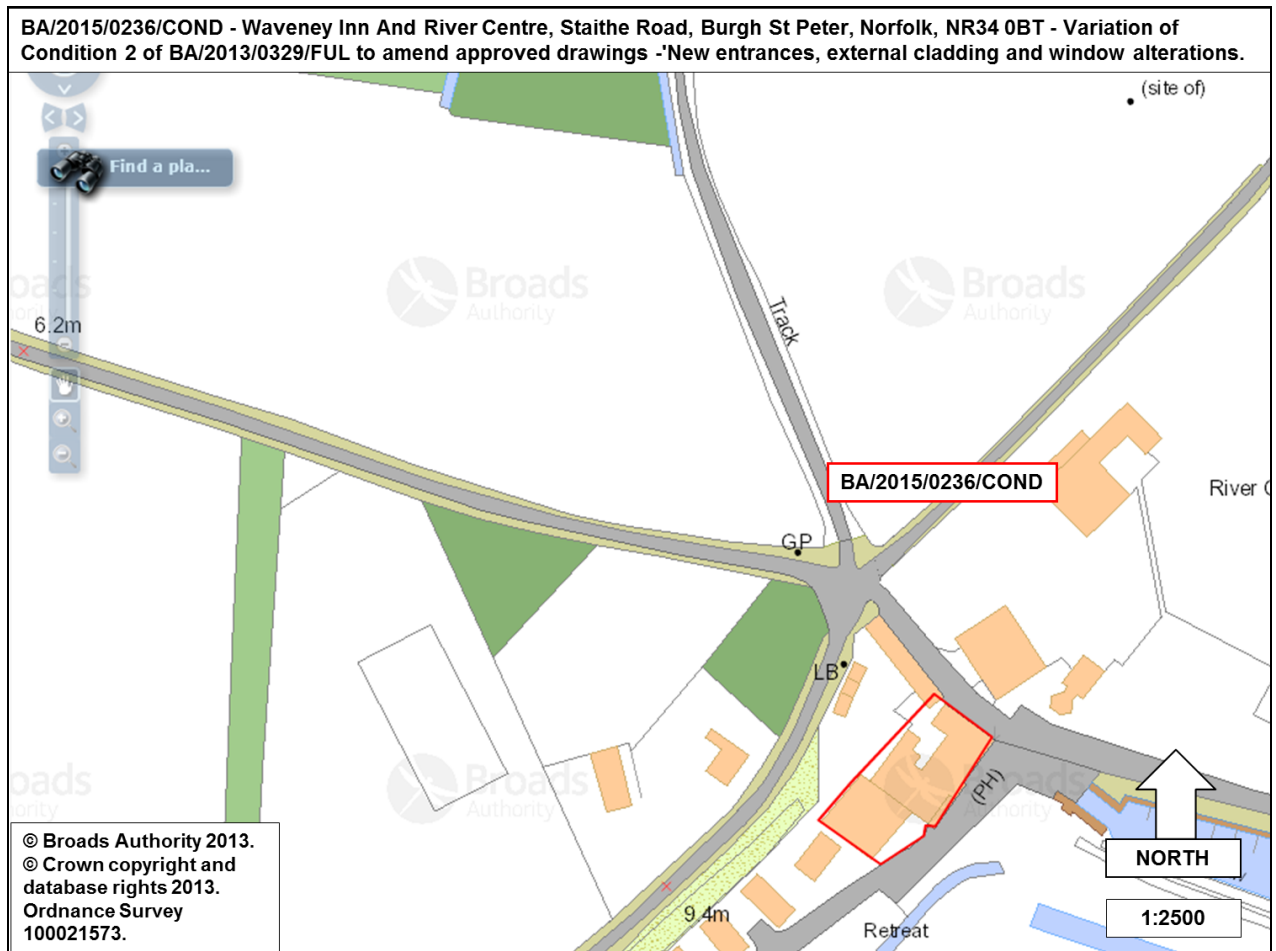 BA/2015/0236/COND - Waveney Inn And River Centre, Staithe Road, Burgh St Peter, Norfolk, NR34 0BT - Variation of
Condition 2 of BA/2013/0329/FUL to amend approved drawings -'New entrances, external cladding and window alterations.
(site of)
Find a pla...
Broads
Authority
Broads
Authority
oads
6.2m
Track
BA/2015/0236/COND
River C
GP
LB
(PH)
Broads
Authority
Broads
Authority
oads
Authority
NORTH
© Broads Authority 2013.
© Crown copyright and
database rights 2013.
Ordnance Survey
100021573.
9.4m
Retreat
1:2500